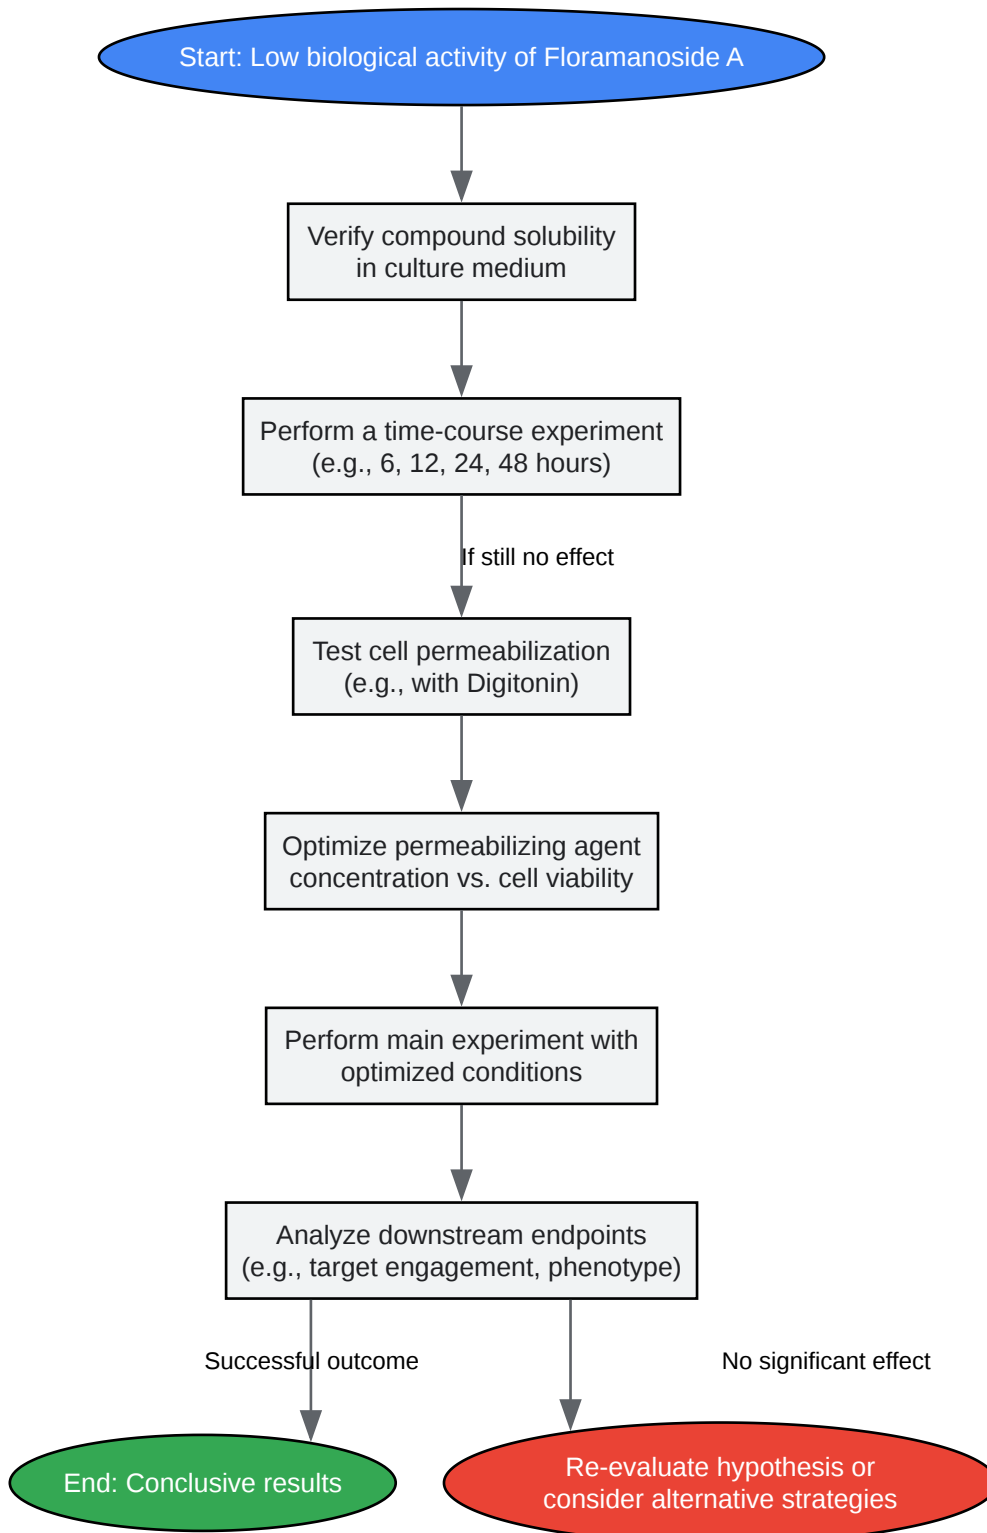 Start: Low biological activity of Floramanoside A
Verify compound solubility
in culture medium
Perform a time-course experiment
(e.g., 6, 12, 24, 48 hours)
If still no effect
Test cell permeabilization
(e.g., with Digitonin)
Optimize permeabilizing agent
concentration vs. cell viability
Perform main experiment with
optimized conditions
Analyze downstream endpoints
(e.g., target engagement, phenotype)
Successful outcome
No significant effect
End: Conclusive results
Re-evaluate hypothesis or
consider alternative strategies